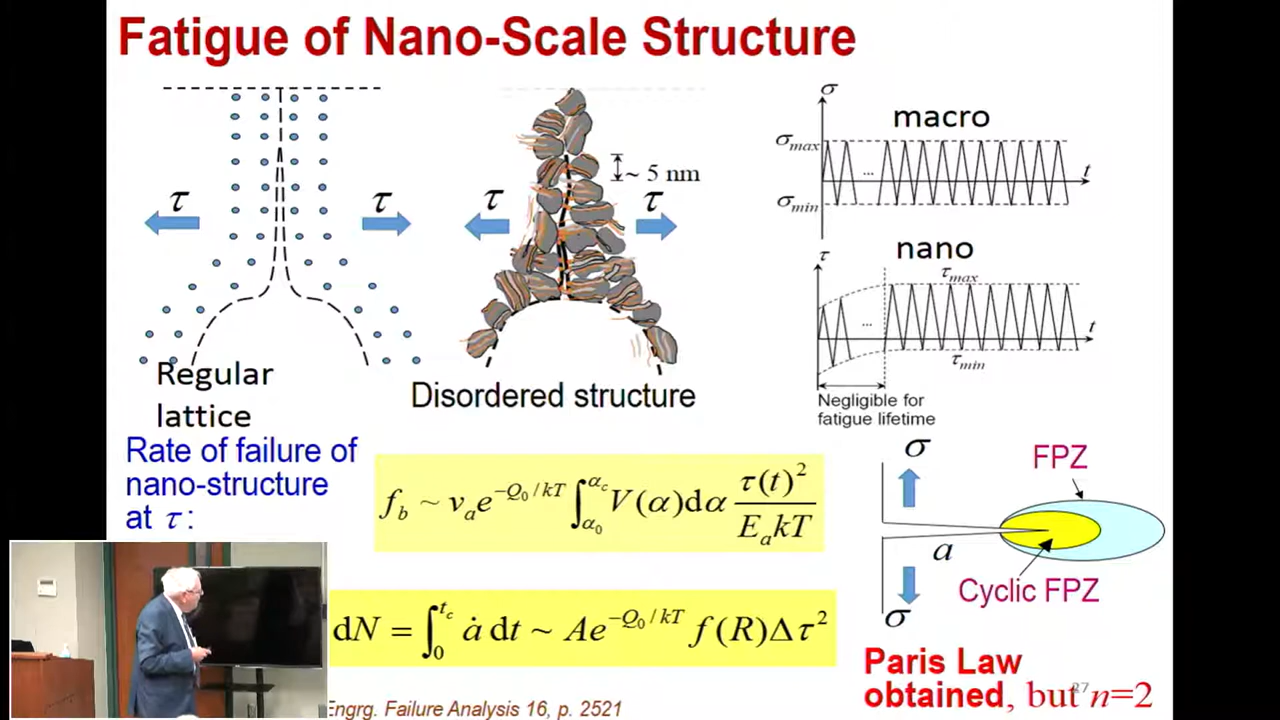 Fatigue of Nano-Scale Structure
τ
τ
Regular
lattice
~ 5 nm
τ
τ
Disordered structure
σ
macro
σmax
σmin
...
t
τ
nano
τmax
τmin
...
t
Negligible for
fatigue lifetime
Rate of failure of
nano-structure
at τ :
f_b ~ ν_a e^{-Q_0/kT} ∫_{α_0}^{α_c} V(α)dα τ(t)^2 / E_a kT
dN = ∫_0^{t_c} ȧ dt ~ A e^{-Q_0/kT} f(R)Δτ^2
σ
FPZ
a
Cyclic FPZ
σ
Paris Law
obtained, but n=2
27
Engrg. Failure Analysis 16, p. 2521